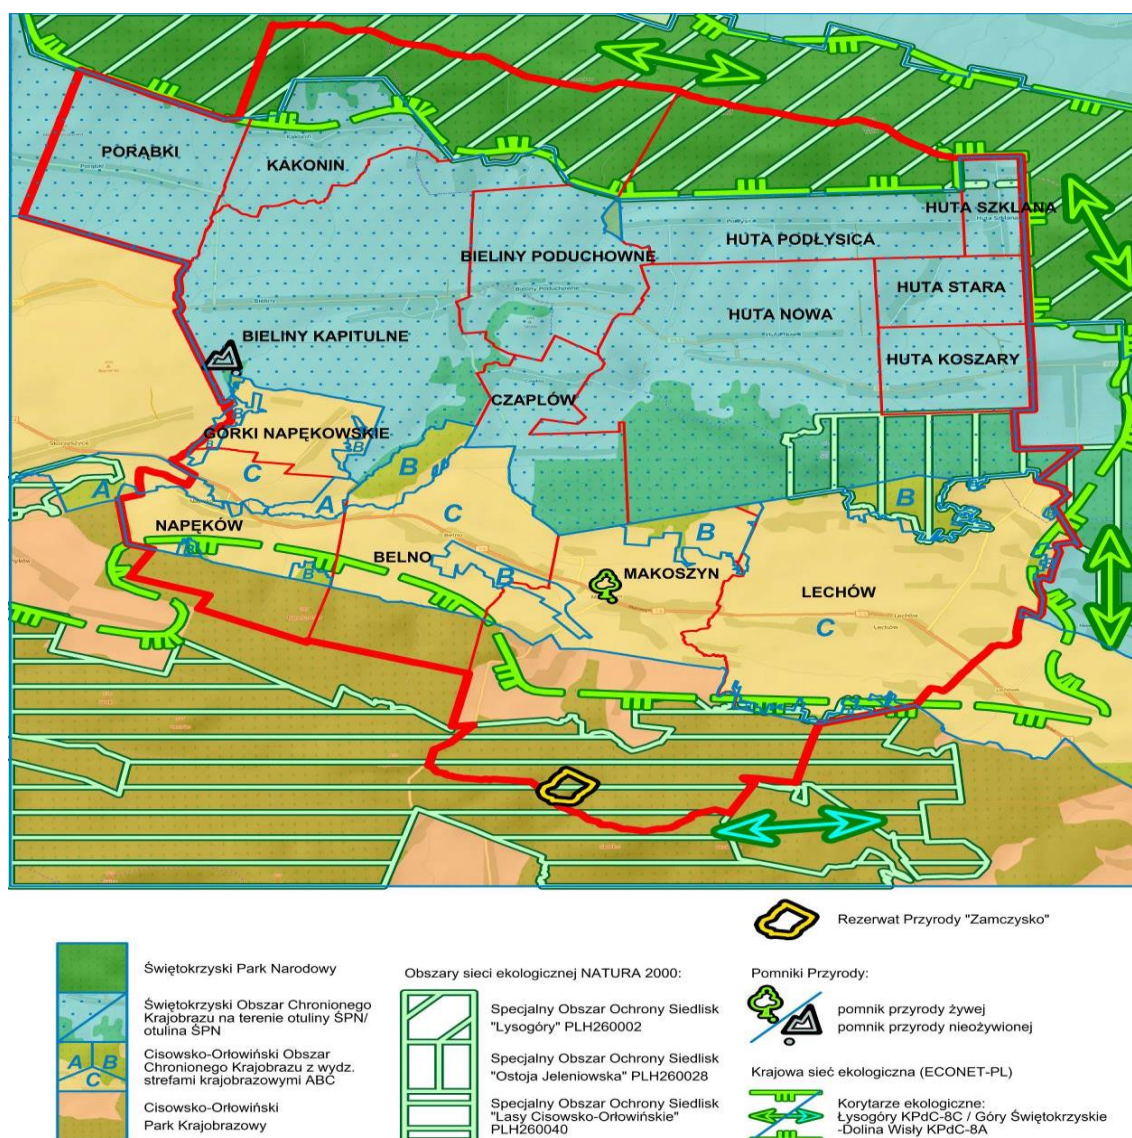 PORĄBKI
KAKONIN
HUTA SZKLANA
HUTA PODŁYSICA
BIELINY PODUCHOWNE
HUTA STARA
HUTA NOWA
BIELINY KAPITULNE
HUTA KOSZARY
CZAPLÓW
GÓRKI NAPĘKOWSKIE
B
B
B
C
A
A
B
C
NAPĘKÓW
BELNO
B
B
B
B
MAKOSZYN
LECHÓW
C
A
Rezerwat Przyrody "Zamczysko"
Świętokrzyski Park Narodowy
Świętokrzyski Obszar Chronionego
Krajobrazu na terenie otuliny ŚPN/
otulina ŚPN
A B
C
Cisowsko-Orłowiński Obszar
Chronionego Krajobrazu z wydz.
strefami krajobrazowymi ABC
Cisowsko-Orłowiński
Park Krajobrazowy
Obszary sieci ekologicznej NATURA 2000:
Specjalny Obszar Ochrony Siedlisk
"Lysogóry" PLH260002
Specjalny Obszar Ochrony Siedlisk
"Ostoja Jeleniowska" PLH260028
Specjalny Obszar Ochrony Siedlisk
"Lasy Cisowsko-Orłowińskie"
PLH260040
Pomniki Przyrody:
pomnik przyrody żywej
pomnik przyrody nieożywionej
Krajowa sieć ekologiczna (ECONET-PL)
Korytarze ekologiczne:
Łysogóry KPdC-8C / Góry Świętokrzyskie
-Dolina Wisły KPdC-8A